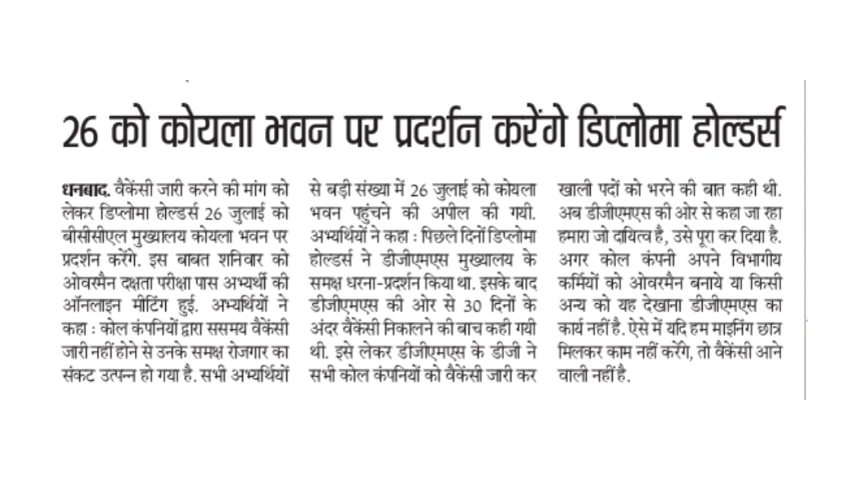 26 को कोयला भवन पर प्रदर्शन करेंगे डिप्लोमा होल्डर्स
धनबाद. वैकेंसी जारी करने की मांग को
लेकर डिप्लोमा होल्डर्स 26 जुलाई को
बीसीसीएल मुख्यालय कोयला भवन पर
प्रदर्शन करेंगे. इस बाबत शनिवार को
ओवरमैन दक्षता परीक्षा पास अभ्यर्थी की
ऑनलाइन मीटिंग हुई. अभ्यर्थियों ने
कहा : कोल कंपनियों द्वारा ससमय वैकेंसी
जारी नहीं होने से उनके समक्ष रोजगार का
संकट उत्पन्न हो गया है. सभी अभ्यर्थियों
से बड़ी संख्या में 26 जुलाई को कोयला
भवन पहुंचने की अपील की गयी.
अभ्यर्थियों ने कहा : पिछले दिनों डिप्लोमा
होल्डर्स ने डीजीएमएस मुख्यालय के
समक्ष धरना-प्रदर्शन किया था. इसके बाद
डीजीएमएस की ओर से 30 दिनों के
अंदर वैकेंसी निकालने की बाच कही गयी
थी. इसे लेकर डीजीएमएस के डीजी ने
सभी कोल कंपनियों को वैकेंसी जारी कर
खाली पदों को भरने की बात कही थी.
अब डीजीएमएस की ओर से कहा जा रहा
हमारा जो दायित्व है, उसे पूरा कर दिया है.
अगर कोल कंपनी अपने विभागीय
कर्मियों को ओवरमैन बनाये या किसी
अन्य को यह देखाना डीजीएमएस का
कार्य नहीं है. ऐसे में यदि हम माइनिंग छात्र
मिलकर काम नहीं करेंगे, तो वैकेंसी आने
वाली नहीं है.